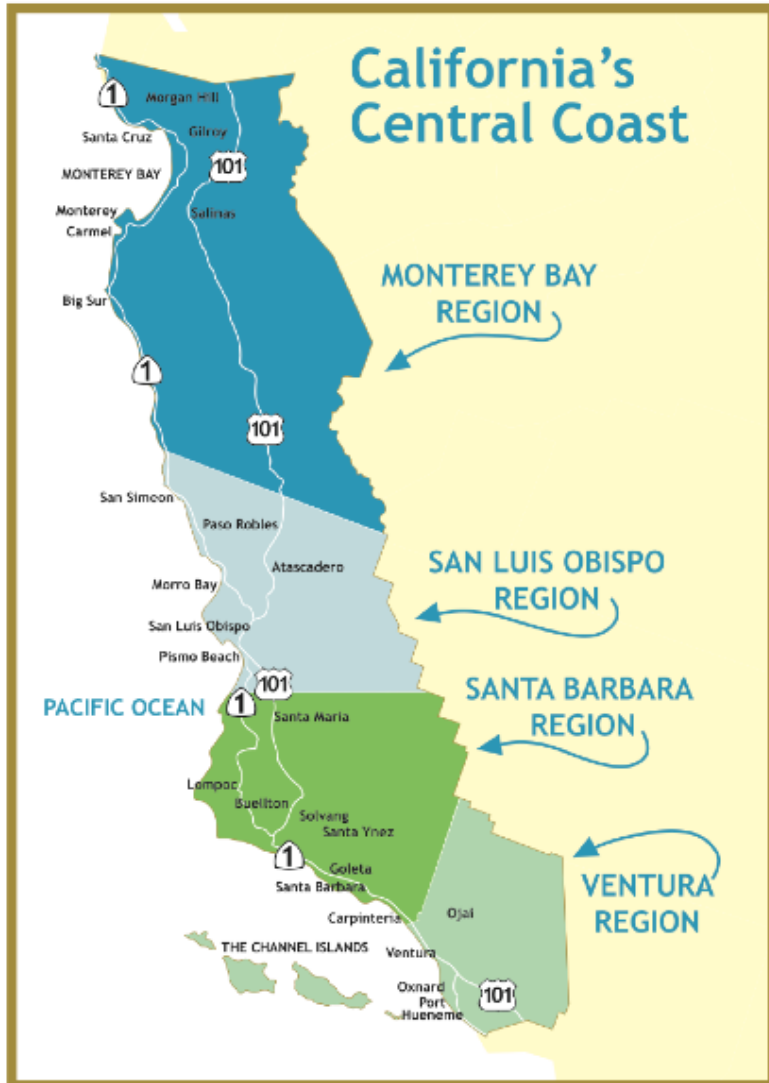 California's
Central Coast
1
Morgan Hill
Santa Cruz
Gilroy
101
MONTEREY BAY
Monterey
Salinas
Carmel
MONTEREY BAY
REGION
Big Sur
1
101
San Simeon
Paso Robles
Atascadero
Morro Bay
SAN LUIS OBISPO
REGION
San Luis Obispo
Pismo Beach
101
PACIFIC OCEAN
1
Santa Maria
SANTA BARBARA
REGION
Lompoc
Buellton
Solvang
Santa Ynez
1
Goleta
Santa Barbara
VENTURA
REGION
Carpinteria
Ojai
THE CHANNEL ISLANDS
Ventura
Oxnard
Port
Hueneme
101